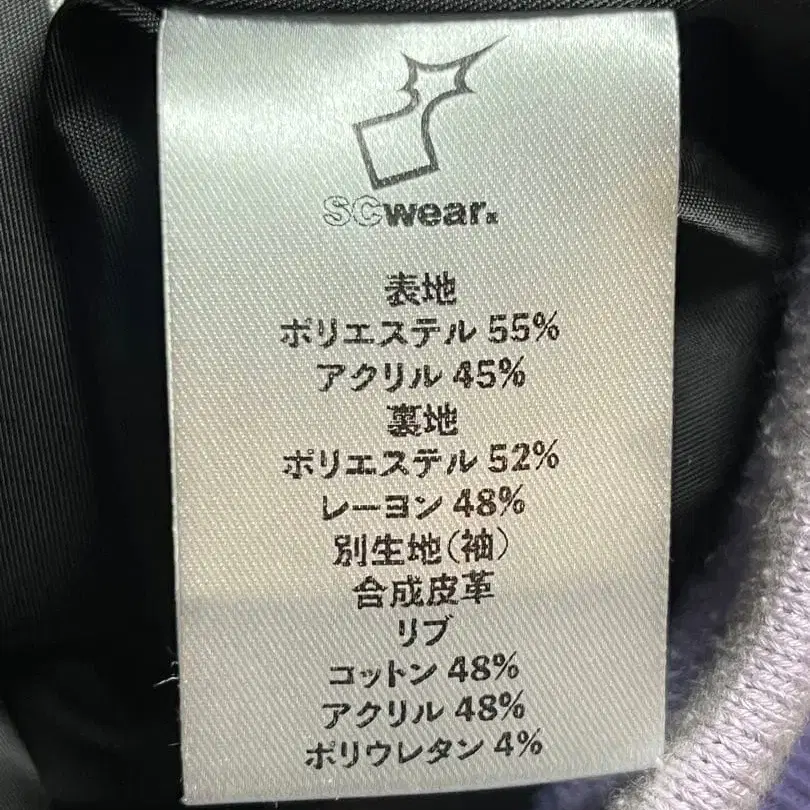 SCwear.
表地
ポリエステル 55%
アクリル 45%
裏地
ポリエステル 52%
レーヨン 48%
別生地(袖)
合成皮革
リブ
コットン 48%
アクリル 48%
ポリウレタン 4%